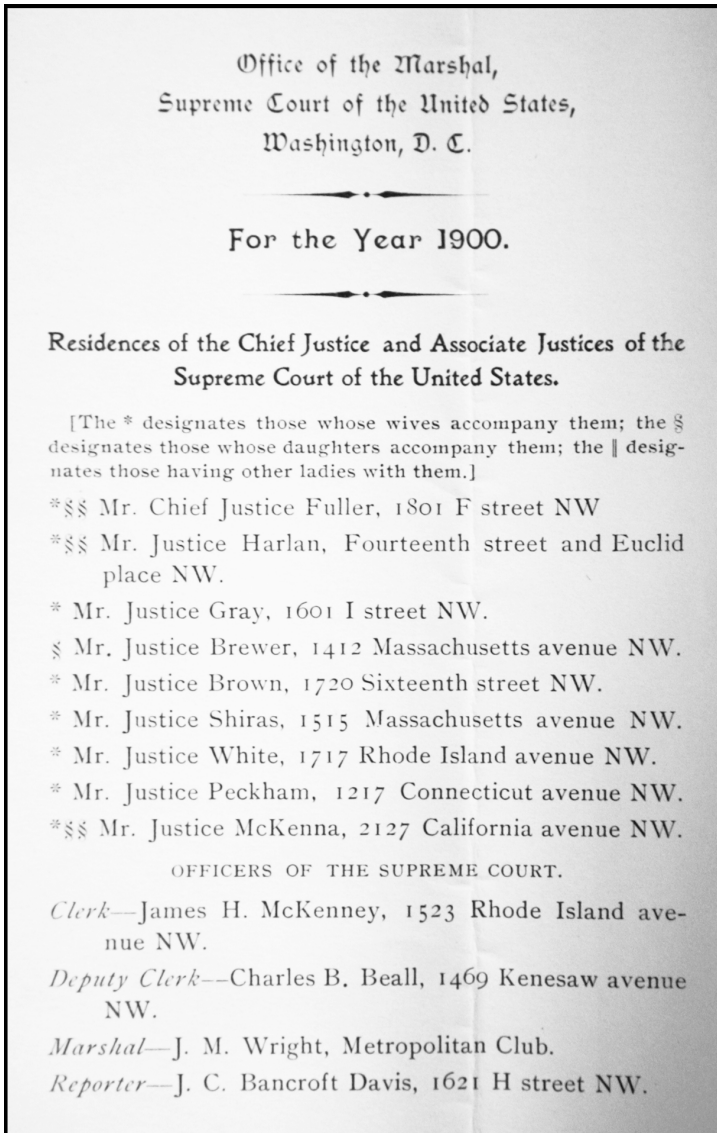 Office of the Marshal,
Supreme Court of the United States,
Washington, D. C.
For the Year 1900.
Residences of the Chief Justice and Associate Justices of the
Supreme Court of the United States.
[The * designates those whose wives accompany them; the §
designates those whose daughters accompany them; the ‖ desig-
nates those having other ladies with them.]
*§§ Mr. Chief Justice Fuller, 1801 F street NW
*§§ Mr. Justice Harlan, Fourteenth street and Euclid
place NW.
* Mr. Justice Gray, 1601 I street NW.
§ Mr. Justice Brewer, 1412 Massachusetts avenue NW.
* Mr. Justice Brown, 1720 Sixteenth street NW.
* Mr. Justice Shiras, 1515 Massachusetts avenue NW.
* Mr. Justice White, 1717 Rhode Island avenue NW.
* Mr. Justice Peckham, 1217 Connecticut avenue NW.
*§§ Mr. Justice McKenna, 2127 California avenue NW.
OFFICERS OF THE SUPREME COURT.
Clerk—James H. McKenney, 1523 Rhode Island ave-
nue NW.
Deputy Clerk—Charles B. Beall, 1469 Kenesaw avenue
NW.
Marshal—J. M. Wright, Metropolitan Club.
Reporter—J. C. Bancroft Davis, 1621 H street NW.